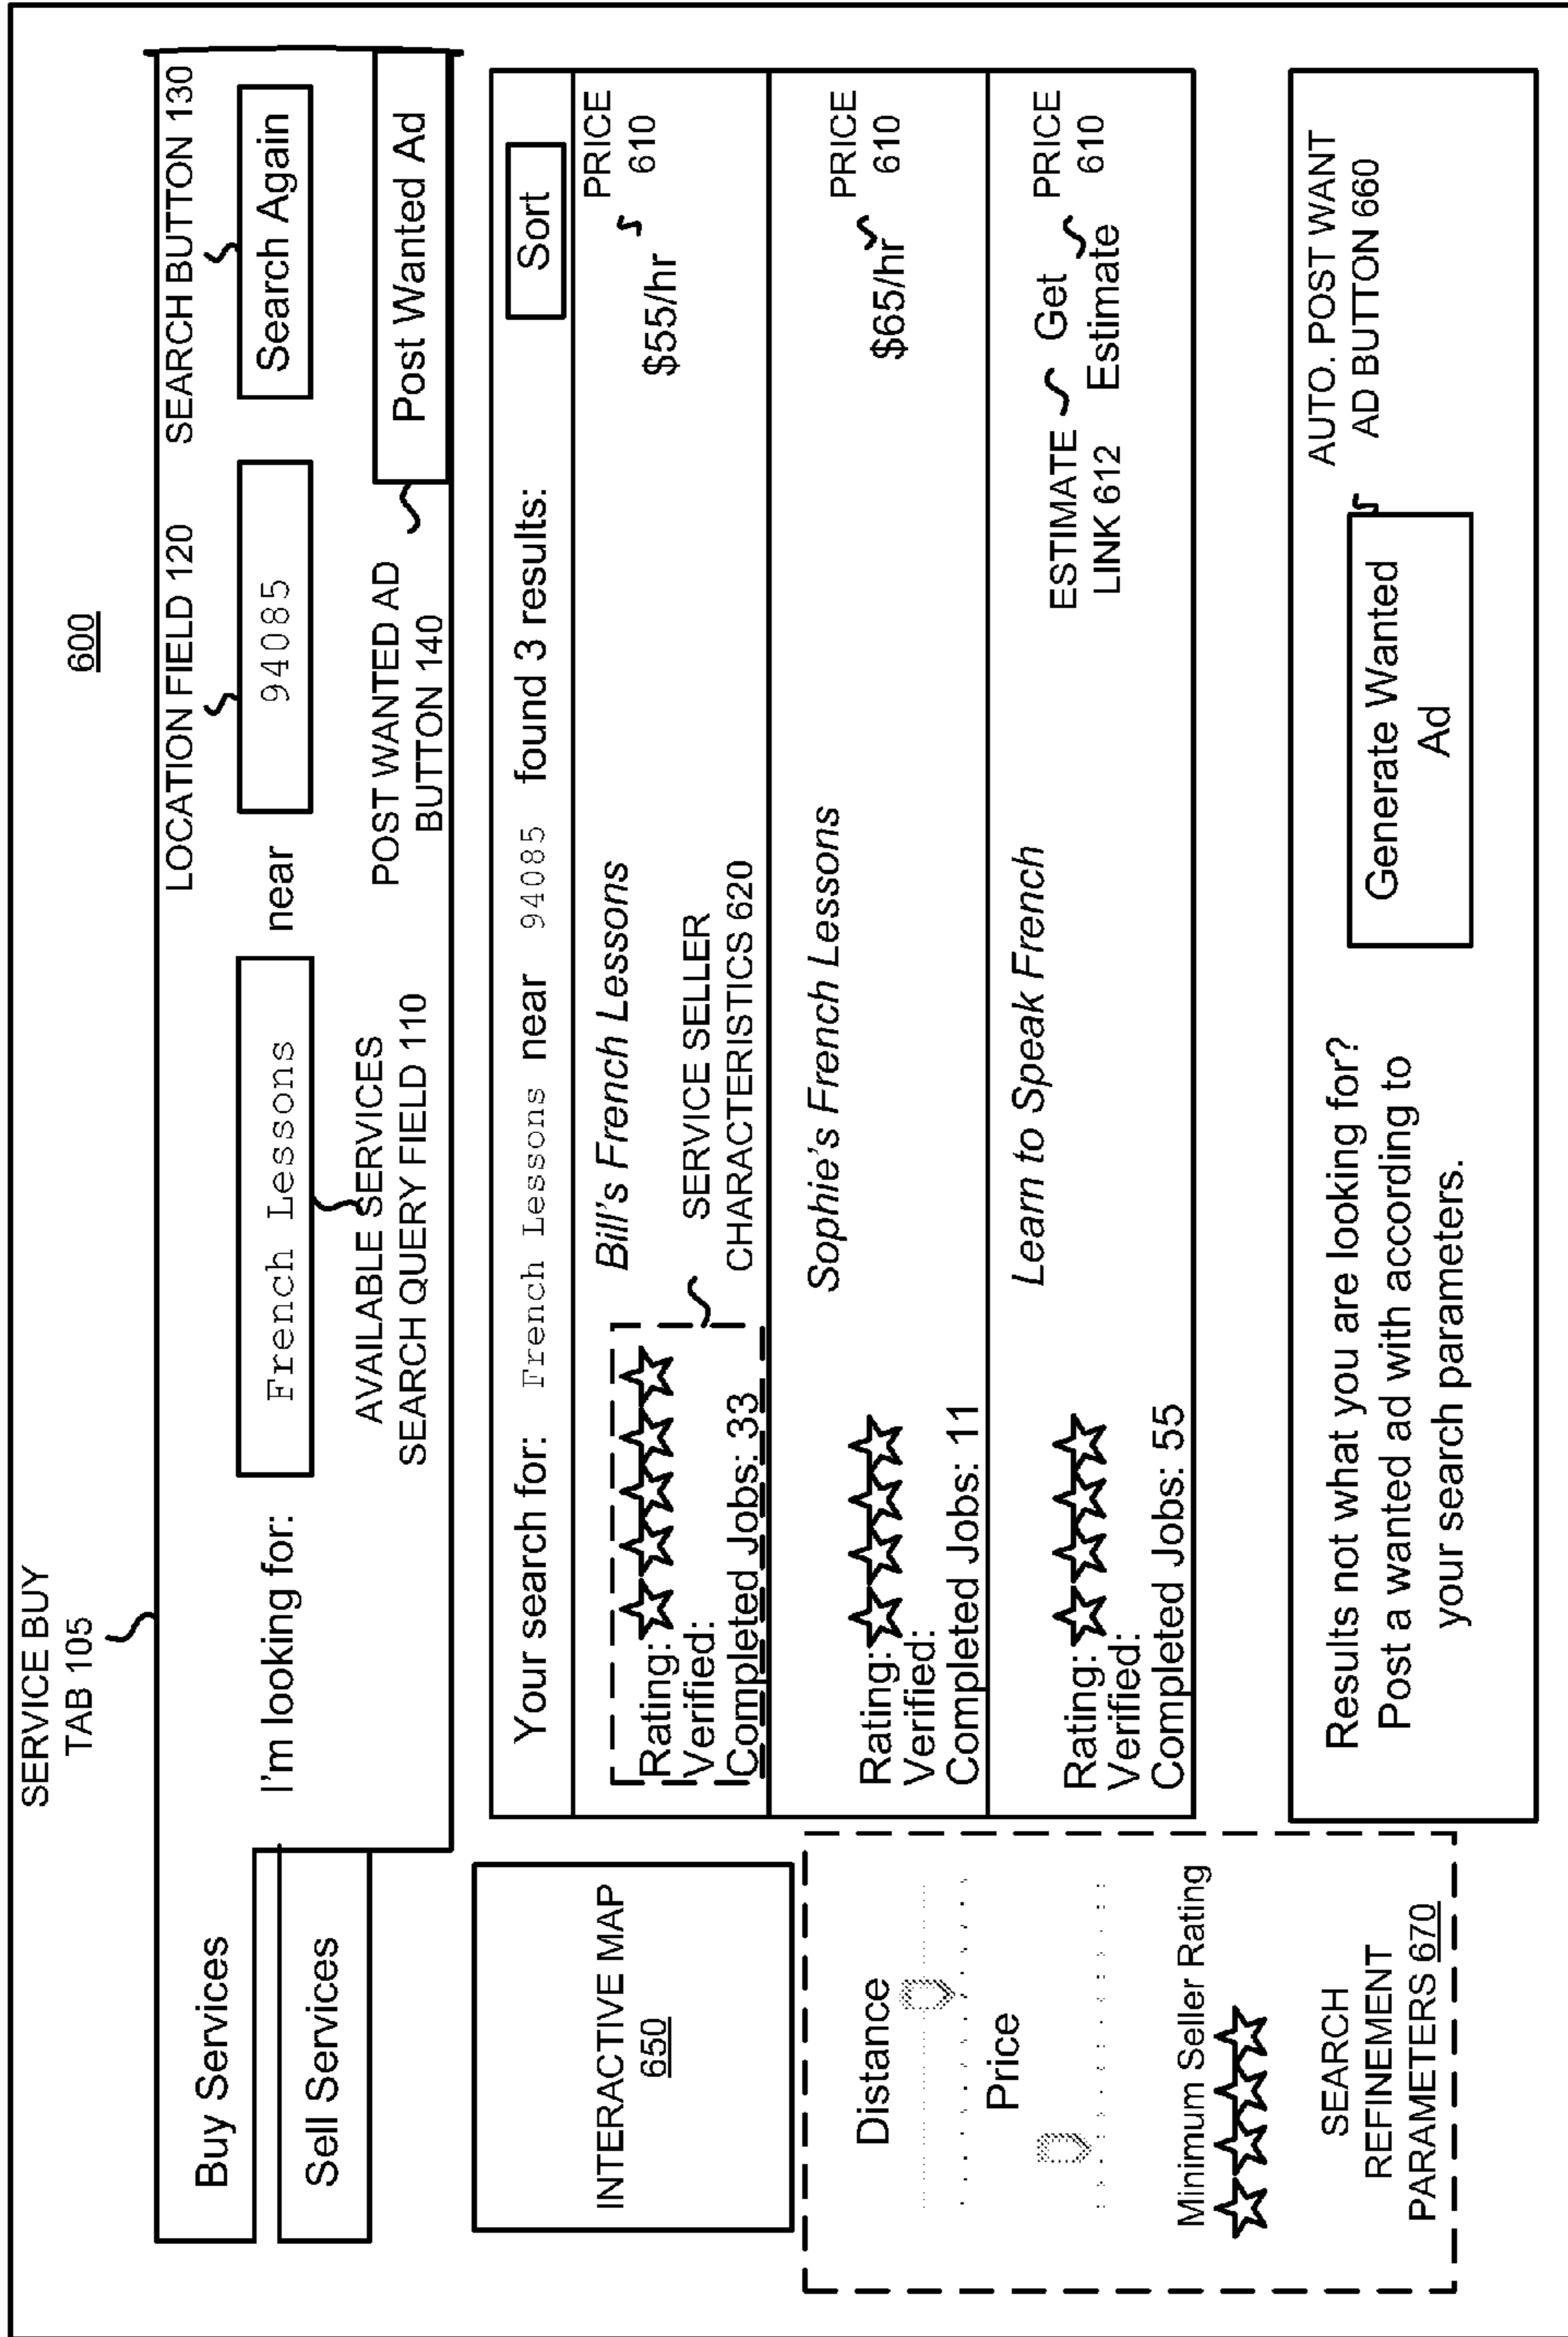 600
SERVICE BUY
TAB 105
Buy Services
Sell Services
LOCATION FIELD 120
SEARCH BUTTON 130
I'm looking for:
French Lessons
near
94085
Search Again
AVAILABLE SERVICES
SEARCH QUERY FIELD 110
POST WANTED AD
BUTTON 140
Post Wanted Ad
INTERACTIVE MAP
650
Distance
Price
Minimum Seller Rating
SEARCH
REFINEMENT
PARAMETERS 670
Your search for: French Lessons near 94085 found 3 results:
Sort
Bill's French Lessons
Rating:
Verified:
Completed Jobs: 33
SERVICE SELLER
CHARACTERISTICS 620
$55/hr
PRICE
610
Sophie's French Lessons
Rating:
Verified:
Completed Jobs: 11
$65/hr
PRICE
610
Learn to Speak French
Rating:
Verified:
Completed Jobs: 55
ESTIMATE
LINK 612
Get
Estimate
PRICE
610
Results not what you are looking for?
Post a wanted ad with according to
your search parameters.
Generate Wanted
Ad
AUTO. POST WANT
AD BUTTON 660